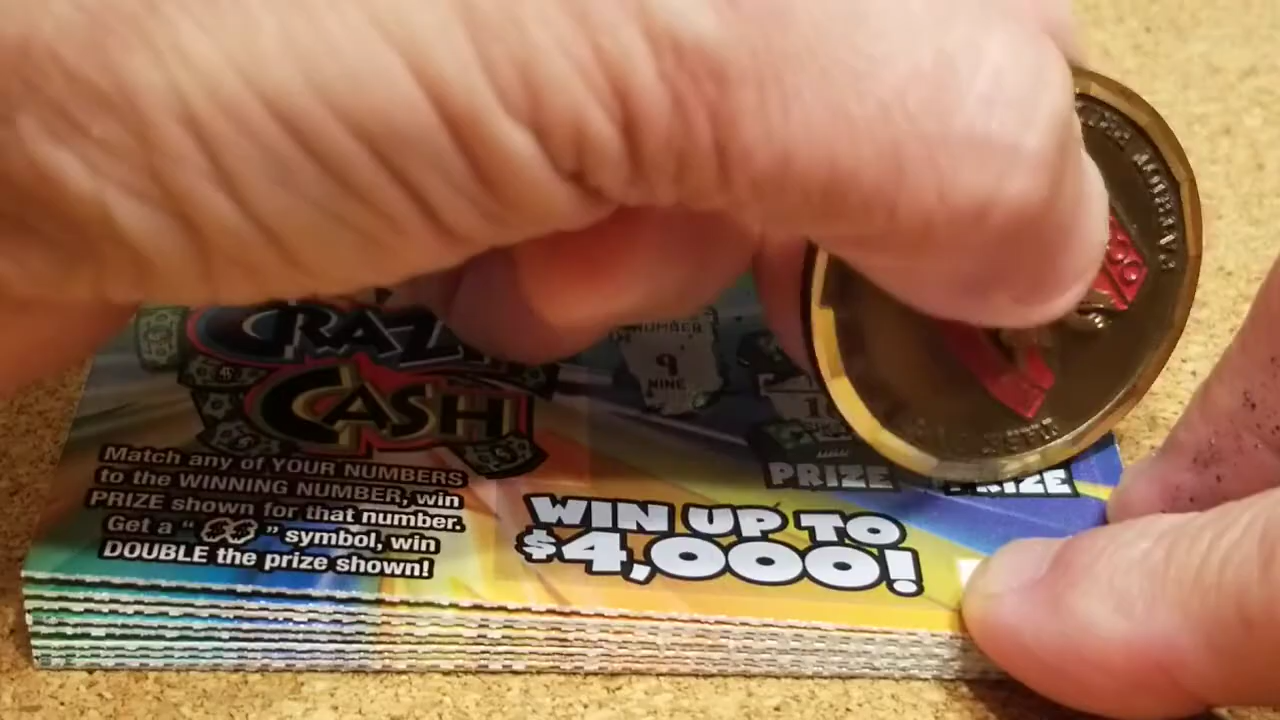 CRAZ
CASH
NUMBER
9
NINE
PRIZE
Match any of YOUR NUMBERS
to the WINNING NUMBER, win
PRIZE shown for that number.
Get a "$$" symbol, win
DOUBLE the prize shown!
WIN UP TO
$4,000!